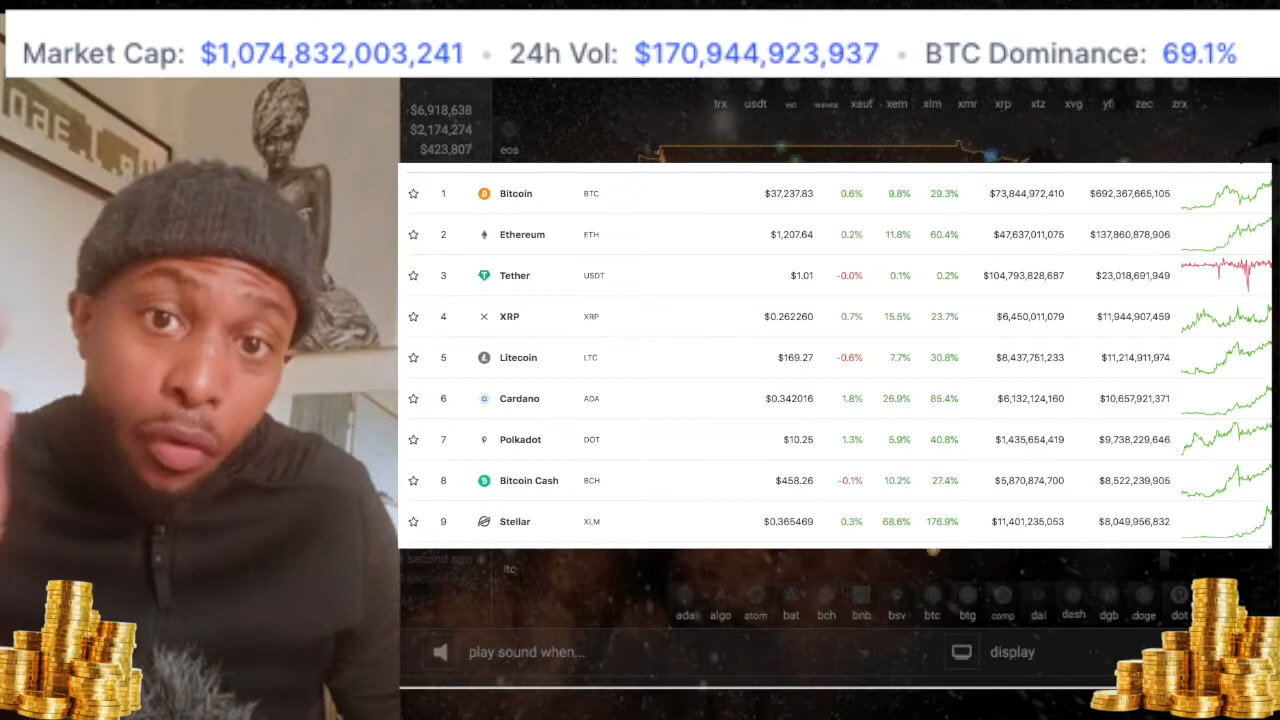 Market Cap: $1,074,832,003,241 • 24h Vol: $170,944,923,937 • BTC Dominance: 69.1%
trx usdt vet waves xaut xem xlm xmr xrp xtz xvg yfi zec zrx
$6,918,638
$2,174,274
$423,807 eos
1 Bitcoin BTC $37,237.83 0.6% 9.8% 29.3% $73,844,972,410 $692,367,665,105
2 Ethereum ETH $1,207.64 0.2% 11.8% 60.4% $47,637,011,075 $137,860,878,906
3 Tether USDT $1.01 -0.0% 0.1% 0.2% $104,793,828,687 $23,018,691,949
4 XRP XRP $0.262260 0.7% 15.5% 23.7% $6,450,011,079 $11,944,907,459
5 Litecoin LTC $169.27 -0.6% 7.7% 30.8% $8,437,751,233 $11,214,911,974
6 Cardano ADA $0.342016 1.8% 26.9% 85.4% $6,132,124,160 $10,657,921,371
7 Polkadot DOT $10.25 1.3% 5.9% 40.8% $1,435,654,419 $9,738,229,646
8 Bitcoin Cash BCH $458.26 -0.1% 10.2% 27.4% $5,870,874,700 $8,522,239,905
9 Stellar XLM $0.365469 0.3% 68.6% 176.9% $11,401,235,053 $8,049,956,832
second ago
ltc
ada algo atom bat bch bnb bsv btc btg comp dai dash dgb doge dot
play sound when... display